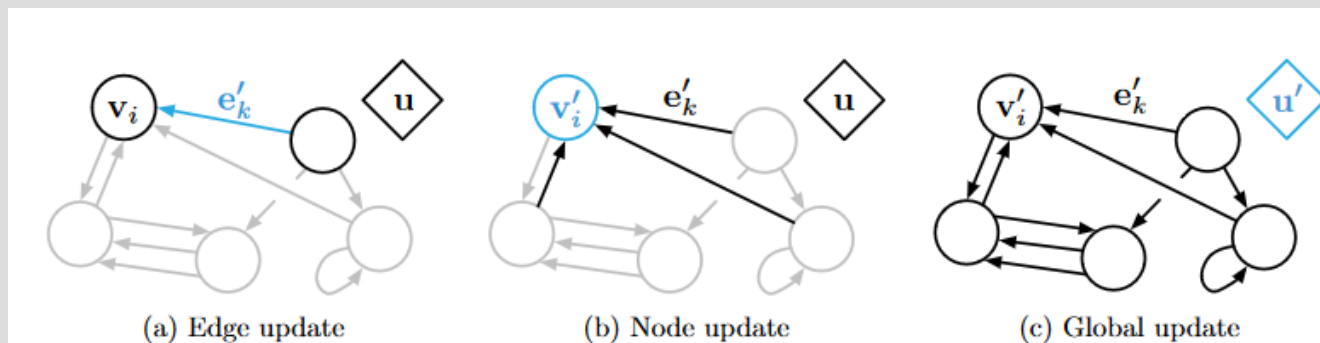 v_i e'_k u
v'_i e'_k u
v'_i e'_k u'
(a) Edge update
(b) Node update
(c) Global update